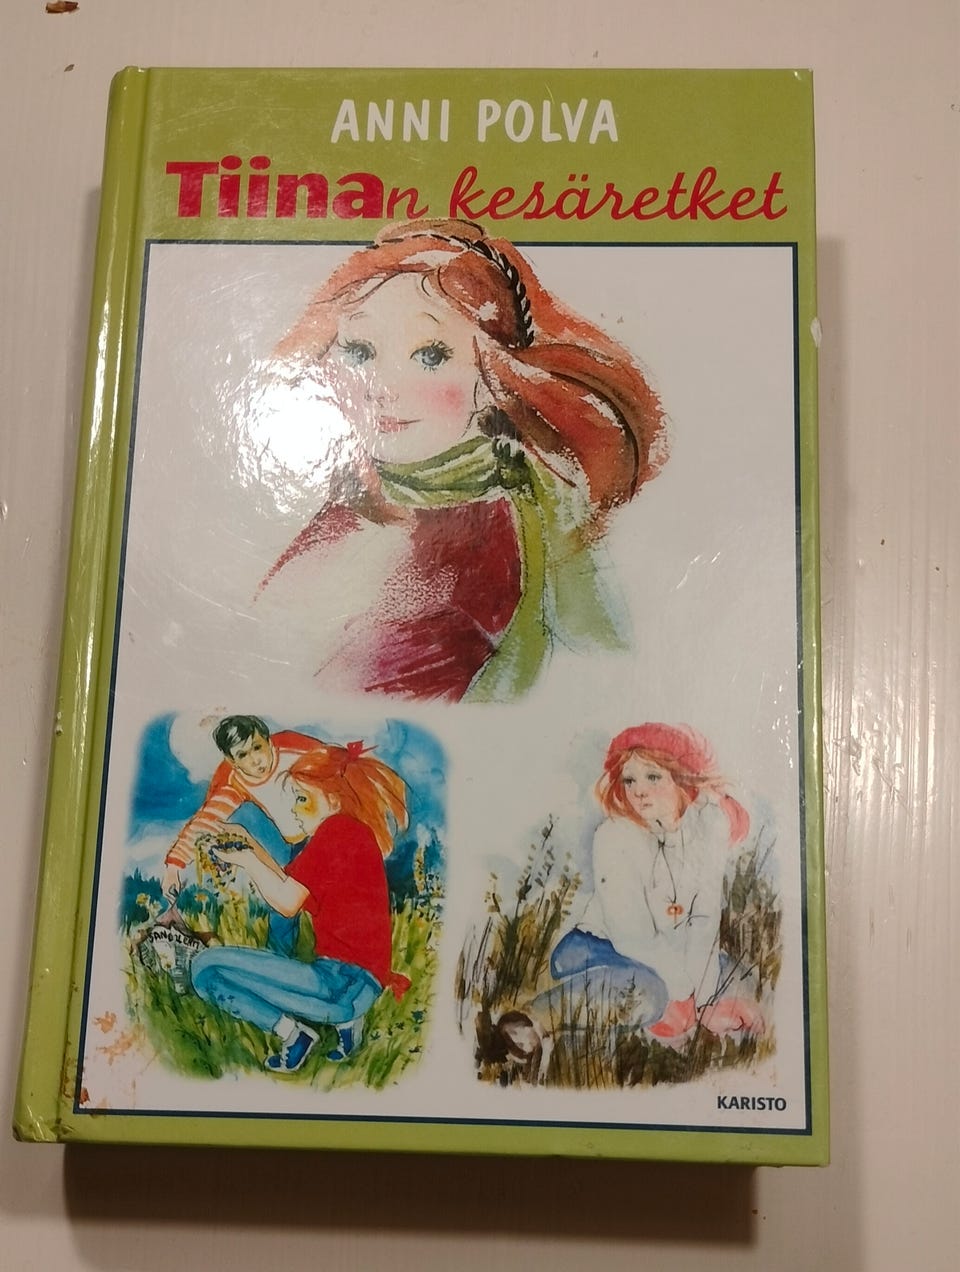 ANNI POLVA
Tiinan kesäretket
KARISTO